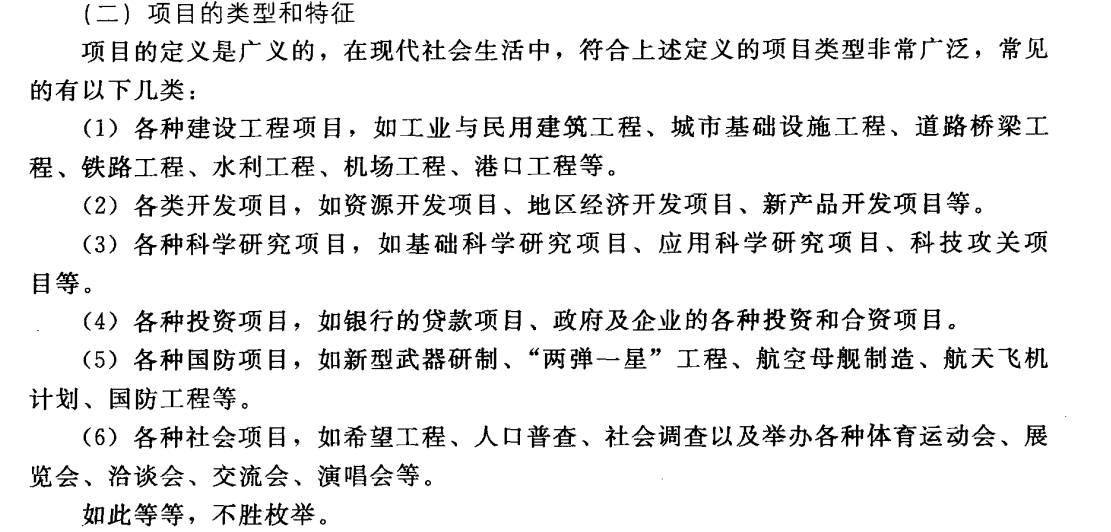 (二) 项目的类型和特征
项目的定义是广义的，在现代社会生活中，符合上述定义的项目类型非常广泛，常见
的有以下几类：
(1) 各种建设工程项目，如工业与民用建筑工程、城市基础设施工程、道路桥梁工
程、铁路工程、水利工程、机场工程、港口工程等。
(2) 各类开发项目，如资源开发项目、地区经济开发项目、新产品开发项目等。
(3) 各种科学研究项目，如基础科学研究项目、应用科学研究项目、科技攻关项
目等。
(4) 各种投资项目，如银行的贷款项目、政府及企业的各种投资和合资项目。
(5) 各种国防项目，如新型武器研制、“两弹一星”工程、航空母舰制造、航天飞机
计划、国防工程等。
(6) 各种社会项目，如希望工程、人口普查、社会调查以及举办各种体育运动会、展
览会、洽谈会、交流会、演唱会等。
如此等等，不胜枚举。